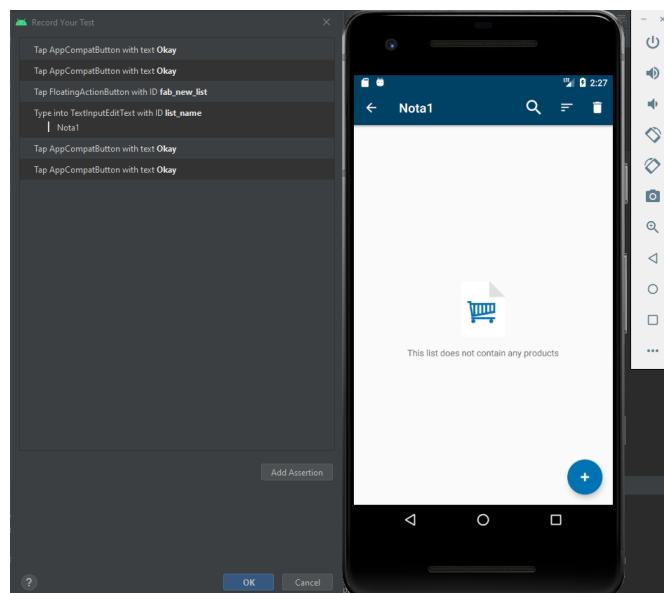 Record Your Test
Tap AppCompatButton with text Okay
Tap AppCompatButton with text Okay
Tap FloatingActionButton with ID fab_new_list
Type into TextInputEditText with ID list_name
Nota1
Tap AppCompatButton with text Okay
Tap AppCompatButton with text Okay
Add Assertion
?
OK
Cancel
2:27
Nota1
This list does not contain any products